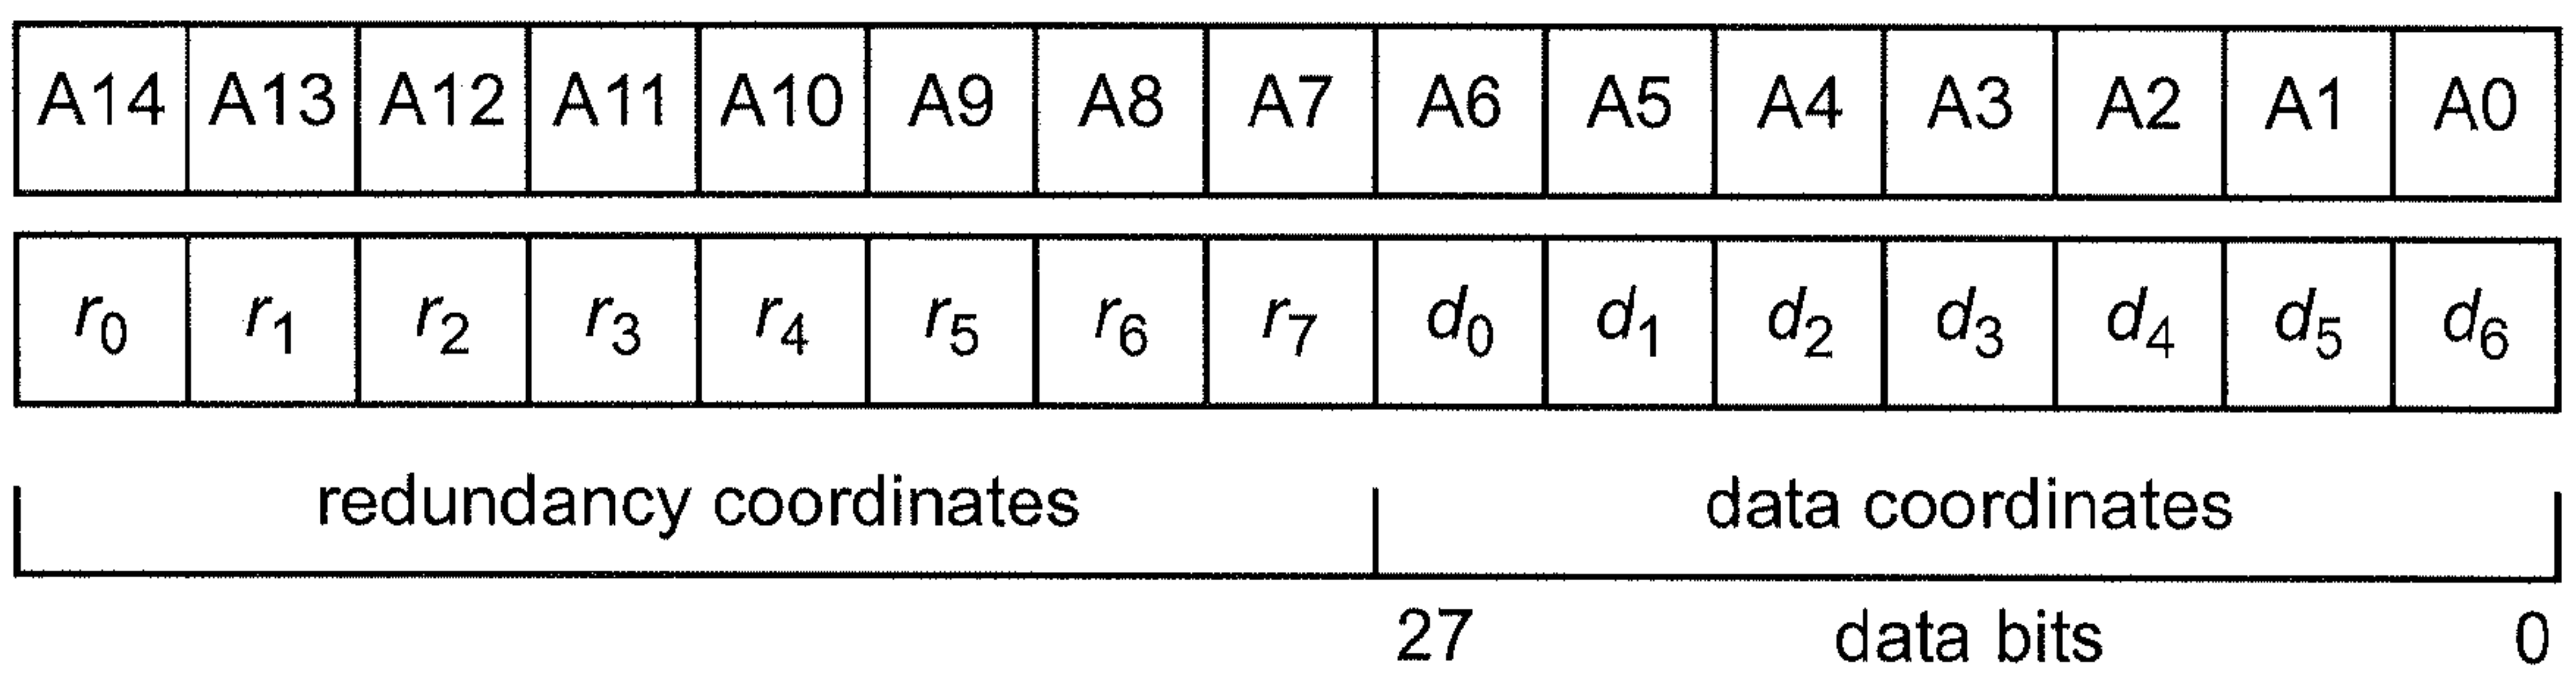 A14 A13 A12 A11 A10 A9 A8 A7 A6 A5 A4 A3 A2 A1 A0
r0 r1 r2 r3 r4 r5 r6 r7 d0 d1 d2 d3 d4 d5 d6
redundancy coordinates data coordinates
27 data bits 0